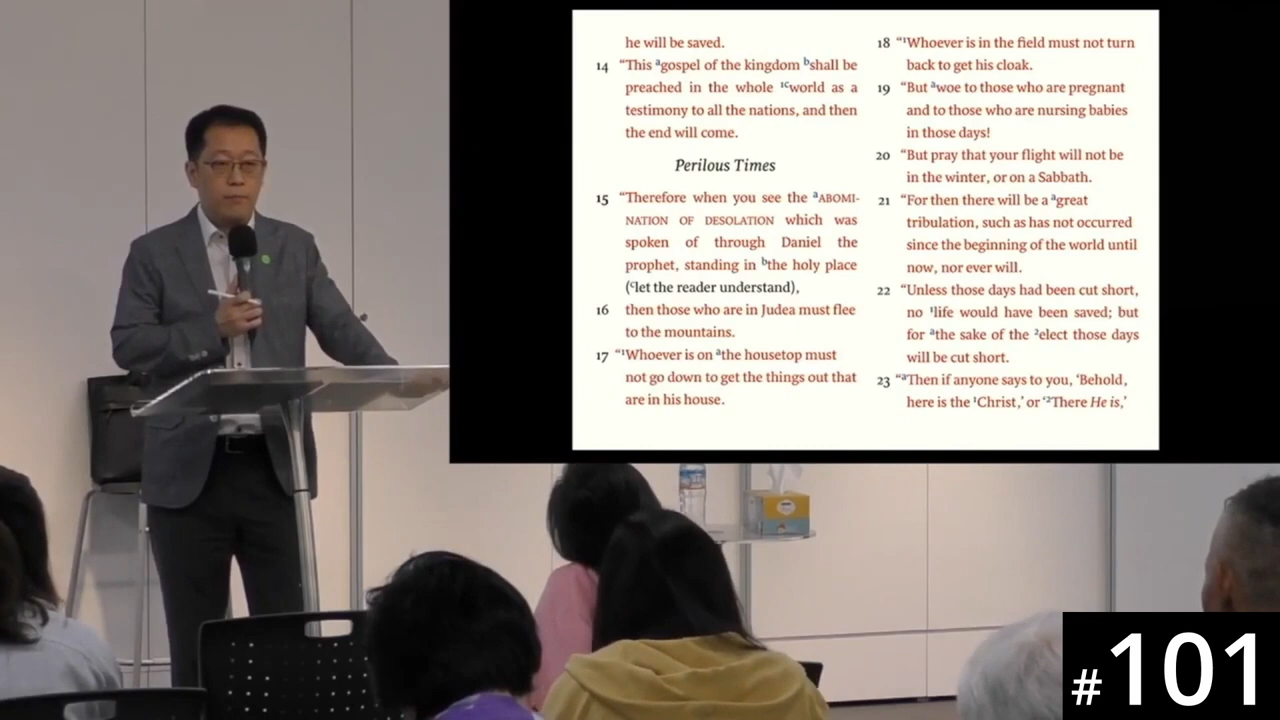 he will be saved.
14 “This ᵃgospel of the kingdom ᵇshall be
preached in the whole ¹ᶜworld as a
testimony to all the nations, and then
the end will come.
Perilous Times
15 “Therefore when you see the ᵃABOMI-
NATION OF DESOLATION which was
spoken of through Daniel the
prophet, standing in ᵇthe holy place
(ᶜlet the reader understand),
16 then those who are in Judea must flee
to the mountains.
17 “¹Whoever is on ᵃthe housetop must
not go down to get the things out that
are in his house.
18 “¹Whoever is in the field must not turn
back to get his cloak.
19 “But ᵃwoe to those who are pregnant
and to those who are nursing babies
in those days!
20 “But pray that your flight will not be
in the winter, or on a Sabbath.
21 “For then there will be a ᵃgreat
tribulation, such as has not occurred
since the beginning of the world until
now, nor ever will.
22 “Unless those days had been cut short,
no ¹life would have been saved; but
for ᵃthe sake of the ²elect those days
will be cut short.
23 “ᵃThen if anyone says to you, ‘Behold,
here is the ¹Christ,’ or ‘²There He is,’
#101